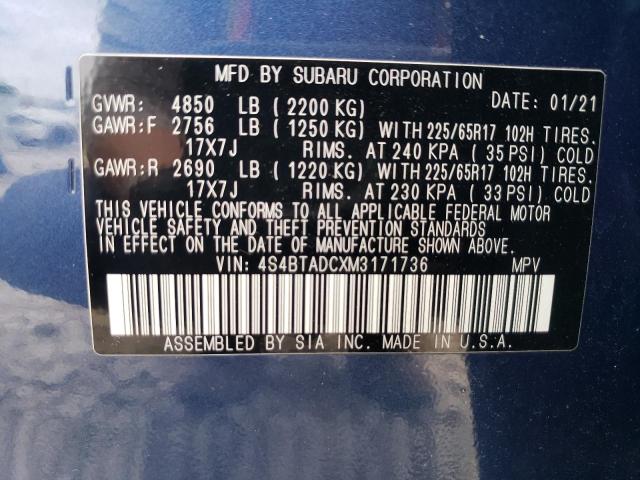 MFD BY SUBARU CORPORATION
GVWR: 4850 LB (2200 KG) DATE: 01/21
GAWR:F 2756 LB (1250 KG) WITH 225/65R17 102H TIRES.
17X7J RIMS. AT 240 KPA (35 PSI) COLD
GAWR:R 2690 LB (1220 KG) WITH 225/65R17 102H TIRES.
17X7J RIMS. AT 230 KPA (33 PSI) COLD
THIS VEHICLE CONFORMS TO ALL APPLICABLE FEDERAL MOTOR
VEHICLE SAFETY AND THEFT PREVENTION STANDARDS
IN EFFECT ON THE DATE OF MANUFACTURE SHOWN ABOVE.
VIN: 4S4BTADCXM3171736 MPV
ASSEMBLED BY SIA INC. MADE IN U.S.A.